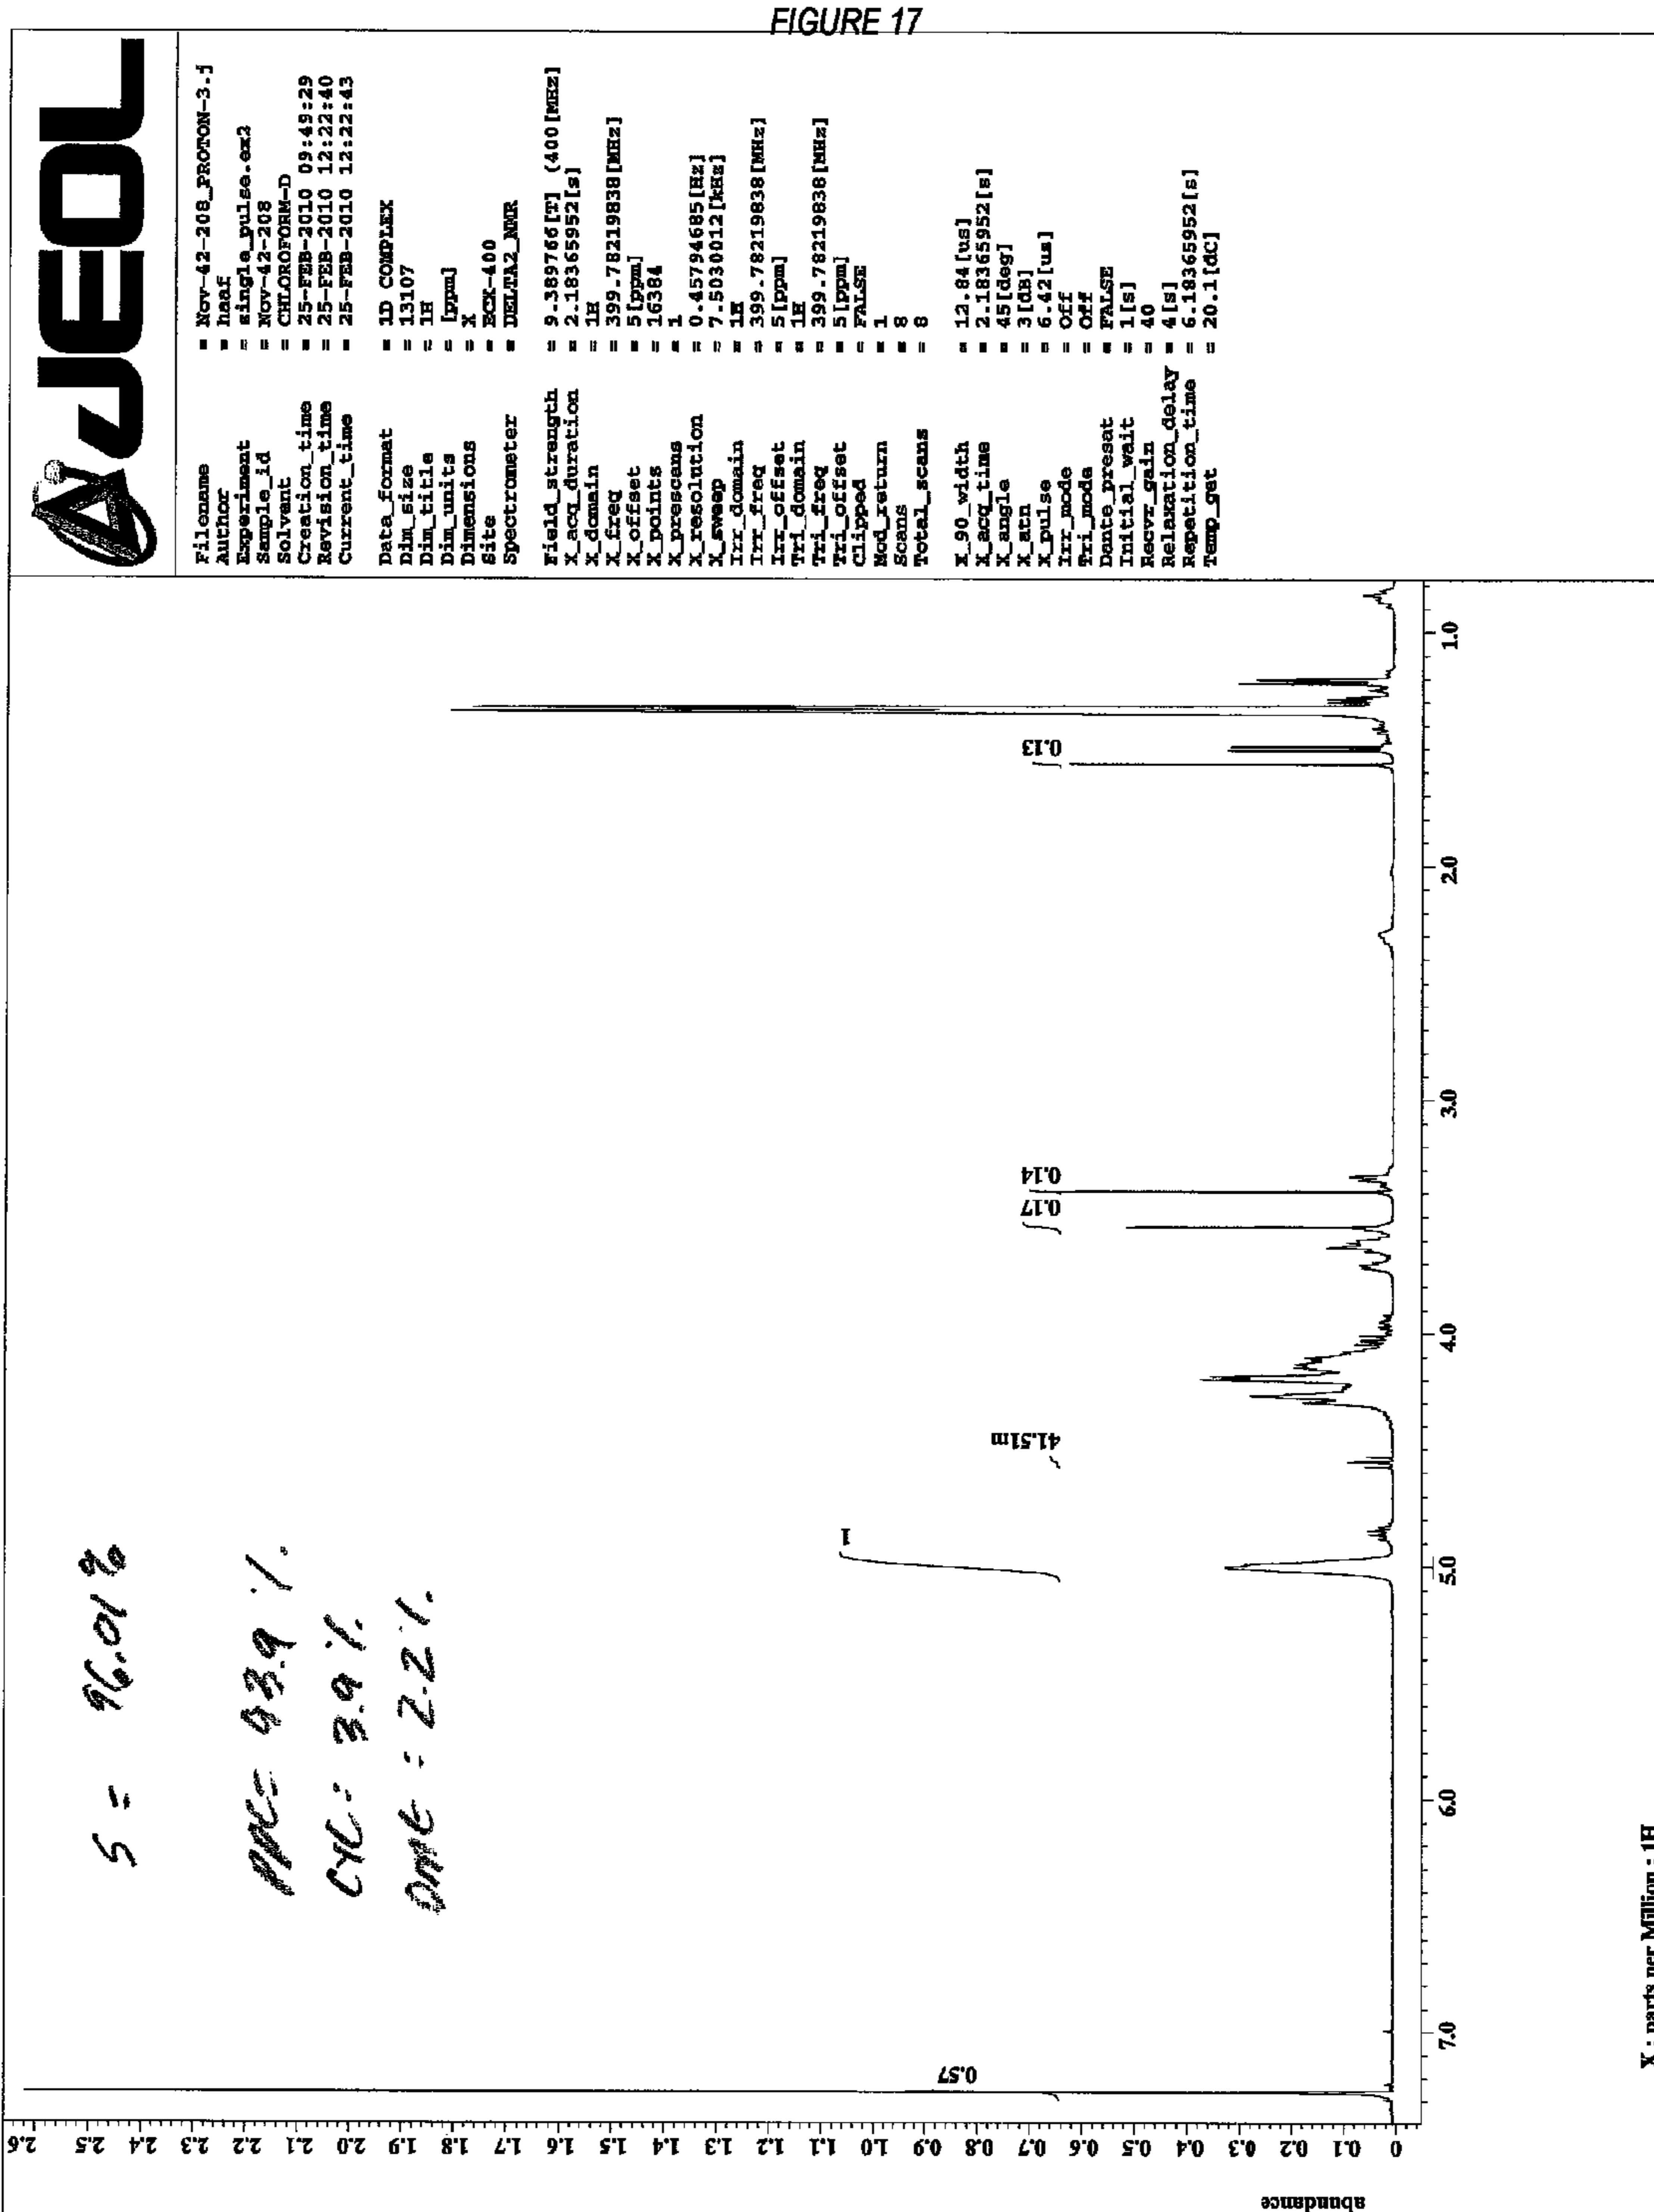 FIGURE 17
JEOL
Filename = Nov-42-208_PROTON-3.j
Author = haaf
Experiment = single_pulse.ex2
Sample_id = Nov-42-208
Solvent = CHLOROFORM-D
Creation_time = 25-FEB-2010 09:49:29
Revision_time = 25-FEB-2010 12:22:40
Current_time = 25-FEB-2010 12:22:43
Data_format = 1D COMPLEX
Dim_size = 13107
Dim_title = 1H
Dim_units = [ppm]
Dimensions = X
Site = ECX-400
Spectrometer = DELTA2_NMR
Field_strength = 9.389766[T] (400[MHz]
X_acq_duration = 2.18365952[s]
X_domain = 1H
X_freq = 399.78219838[MHz]
X_offset = 5[ppm]
X_points = 16384
X_prescans = 1
X_resolution = 0.45794685[Hz]
X_sweep = 7.5030012[kHz]
Irr_domain = 1H
Irr_freq = 399.78219838[MHz]
Irr_offset = 5[ppm]
Tri_domain = 1H
Tri_freq = 399.78219838[MHz]
Tri_offset = 5[ppm]
Clipped = FALSE
Mod_return = 1
Scans = 8
Total_scans = 8
X_90_width = 12.84[us]
X_acq_time = 2.18365952[s]
X_angle = 45[deg]
X_atn = 3[dB]
X_pulse = 6.42[us]
Irr_mode = Off
Tri_mode = Off
Dante_presat = FALSE
Initial_wait = 1[s]
Recvr_gain = 40
Relaxation_delay = 4[s]
Repetition_time = 6.18365952[s]
Temp_get = 20.1[dC]
S = 96.01%
PPC = 93.9 %.
CYC = 3.9 %.
2.2 %.
0.57
1
41.51m
0.17
0.14
0.13
abundance
0 0.1 0.2 0.3 0.4 0.5 0.6 0.7 0.8 0.9 1.0 1.1 1.2 1.3 1.4 1.5 1.6 1.7 1.8 1.9 2.0 2.1 2.2 2.3 2.4 2.5 2.6
7.0 6.0 5.0 4.0 3.0 2.0 1.0
X : parts per Million : 1H